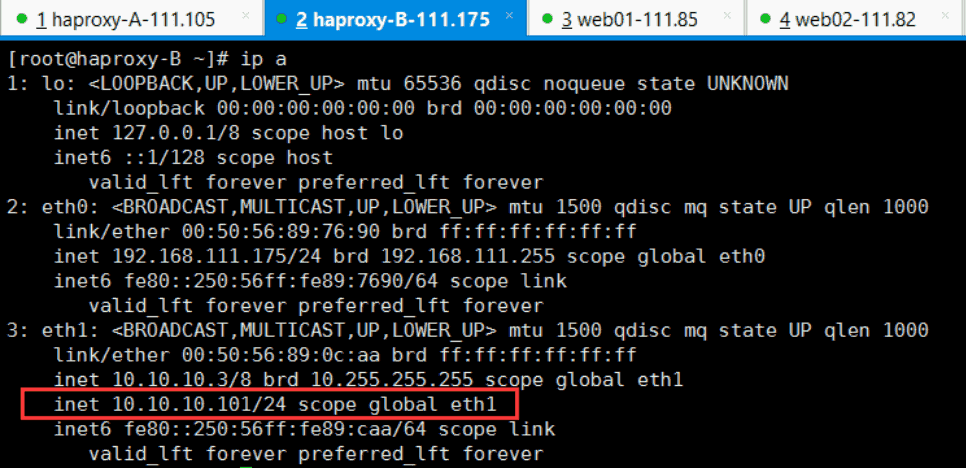 1 haproxy-A-111.105 × 2 haproxy-B-111.175 × 3 web01-111.85 × 4 web02-111.82 ×
[root@haproxy-B ~]# ip a
1: lo: <LOOPBACK,UP,LOWER_UP> mtu 65536 qdisc noqueue state UNKNOWN
    link/loopback 00:00:00:00:00:00 brd 00:00:00:00:00:00
    inet 127.0.0.1/8 scope host lo
    inet6 ::1/128 scope host
       valid_lft forever preferred_lft forever
2: eth0: <BROADCAST,MULTICAST,UP,LOWER_UP> mtu 1500 qdisc mq state UP qlen 1000
    link/ether 00:50:56:89:76:90 brd ff:ff:ff:ff:ff:ff
    inet 192.168.111.175/24 brd 192.168.111.255 scope global eth0
    inet6 fe80::250:56ff:fe89:7690/64 scope link
       valid_lft forever preferred_lft forever
3: eth1: <BROADCAST,MULTICAST,UP,LOWER_UP> mtu 1500 qdisc mq state UP qlen 1000
    link/ether 00:50:56:89:0c:aa brd ff:ff:ff:ff:ff:ff
    inet 10.10.10.3/8 brd 10.255.255.255 scope global eth1
    inet 10.10.10.101/24 scope global eth1
    inet6 fe80::250:56ff:fe89:caa/64 scope link
       valid_lft forever preferred_lft forever